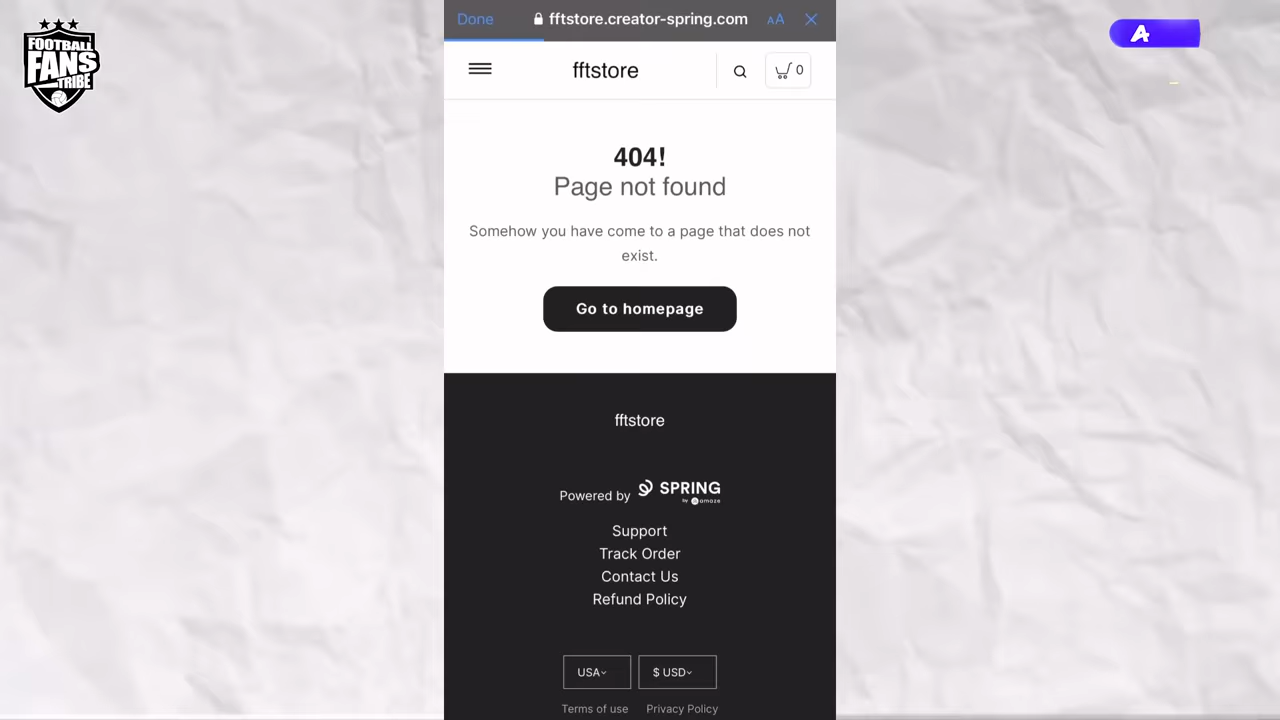 FOOTBALL
FANS
TRIBE
Done
fftstore.creator-spring.com
AA
fftstore
0
404!
Page not found
Somehow you have come to a page that does not
exist.
Go to homepage
fftstore
Powered by SPRING
by amaze
Support
Track Order
Contact Us
Refund Policy
USA
$ USD
Terms of use Privacy Policy